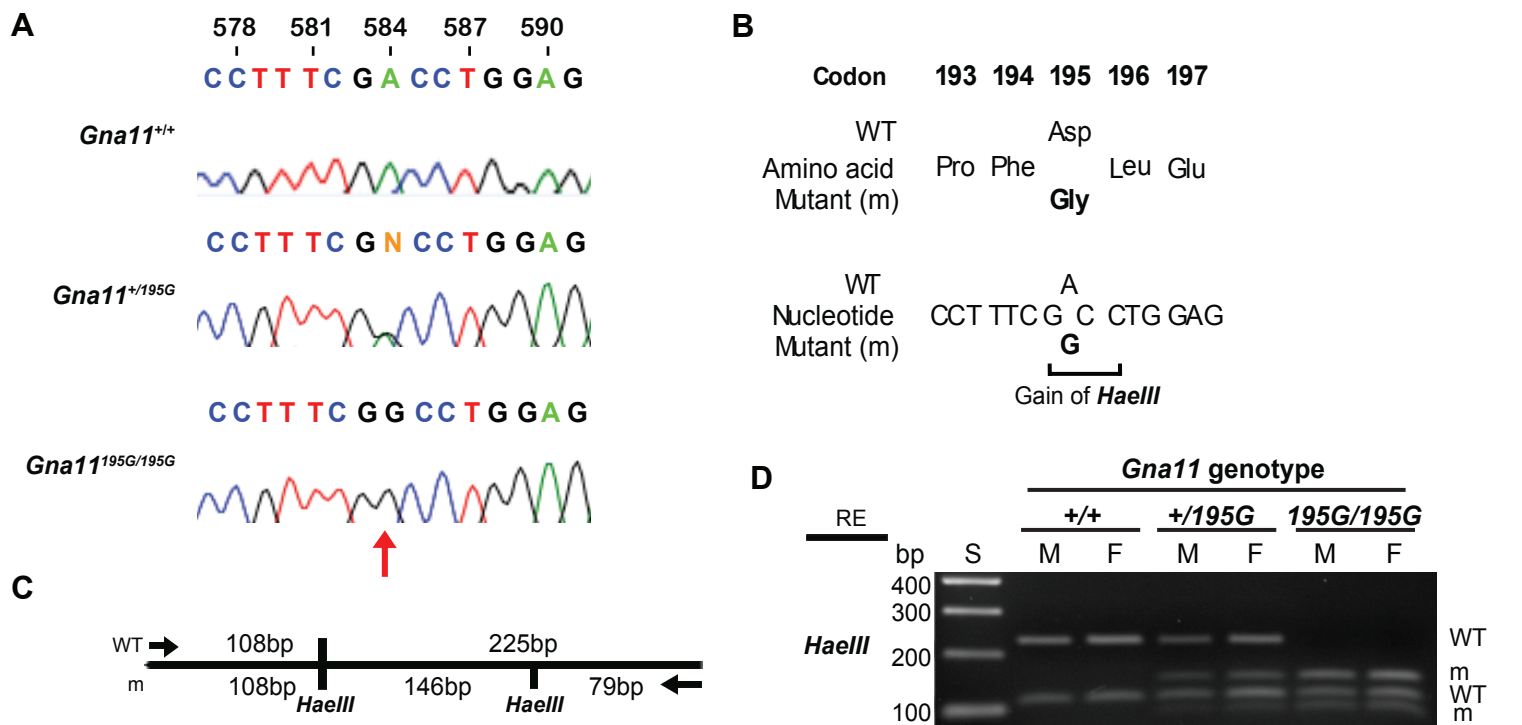 A
578 581 584 587 590
CCTTTCGACCTGGAG
Gna11+/+
CCTTTCGNCCTGGAG
Gna11+/195G
CCTTTCGGCCTGGAG
Gna11195G/195G
B
Codon 193 194 195 196 197
WT Asp
Amino acid Pro Phe Leu Glu
Mutant (m) Gly
WT A
Nucleotide CCT TTC G C CTG GAG
Mutant (m) G
Gain of HaeIII
C
WT 108bp 225bp
m 108bp 146bp 79bp
HaeIII HaeIII
D
Gna11 genotype
RE +/+ +/195G 195G/195G
bp S M F M F M F
400
300
200
100
HaeIII
WT
m
WT
m